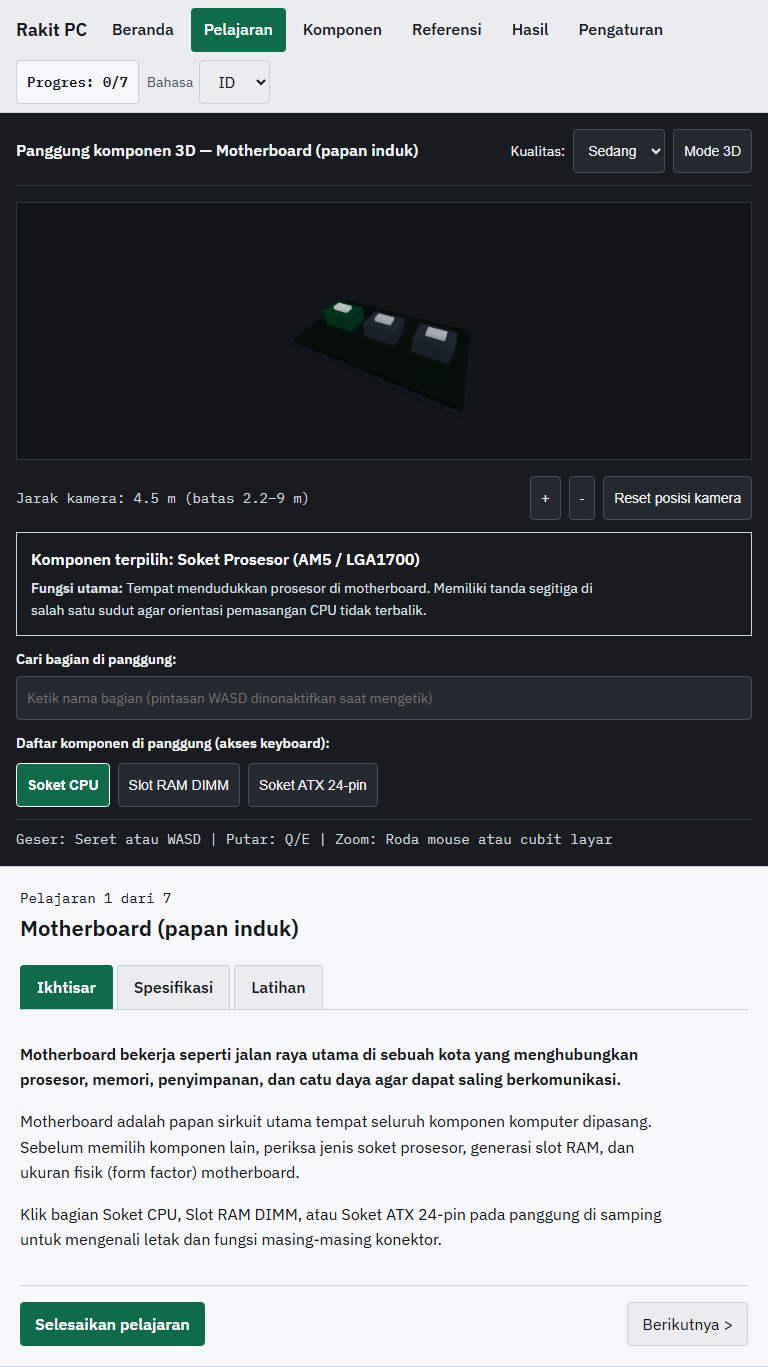 Rakit PC Beranda Pelajaran Komponen Referensi Hasil Pengaturan
Progres: 0/7 Bahasa ID
Panggung komponen 3D — Motherboard (papan induk) Kualitas: Sedang Mode 3D
Jarak kamera: 4.5 m (batas 2.2–9 m) + - Reset posisi kamera
Komponen terpilih: Soket Prosesor (AM5 / LGA1700)
Fungsi utama: Tempat mendudukkan prosesor di motherboard. Memiliki tanda segitiga di
salah satu sudut agar orientasi pemasangan CPU tidak terbalik.
Cari bagian di panggung:
Ketik nama bagian (pintasan WASD dinonaktifkan saat mengetik)
Daftar komponen di panggung (akses keyboard):
Soket CPU Slot RAM DIMM Soket ATX 24-pin
Geser: Seret atau WASD | Putar: Q/E | Zoom: Roda mouse atau cubit layar
Pelajaran 1 dari 7
Motherboard (papan induk)
Ikhtisar Spesifikasi Latihan
Motherboard bekerja seperti jalan raya utama di sebuah kota yang menghubungkan
prosesor, memori, penyimpanan, dan catu daya agar dapat saling berkomunikasi.
Motherboard adalah papan sirkuit utama tempat seluruh komponen komputer dipasang.
Sebelum memilih komponen lain, periksa jenis soket prosesor, generasi slot RAM, dan
ukuran fisik (form factor) motherboard.
Klik bagian Soket CPU, Slot RAM DIMM, atau Soket ATX 24-pin pada panggung di samping
untuk mengenali letak dan fungsi masing-masing konektor.
Selesaikan pelajaran Berikutnya >